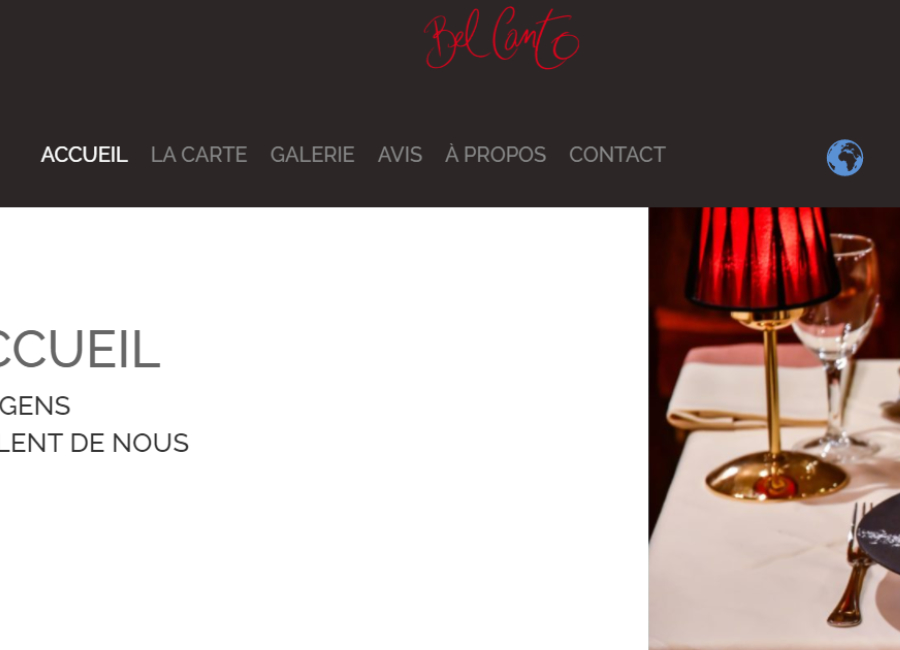 Bel Canto
ACCUEIL LA CARTE GALERIE AVIS À PROPOS CONTACT
CCUEIL
GENS
LENT DE NOUS